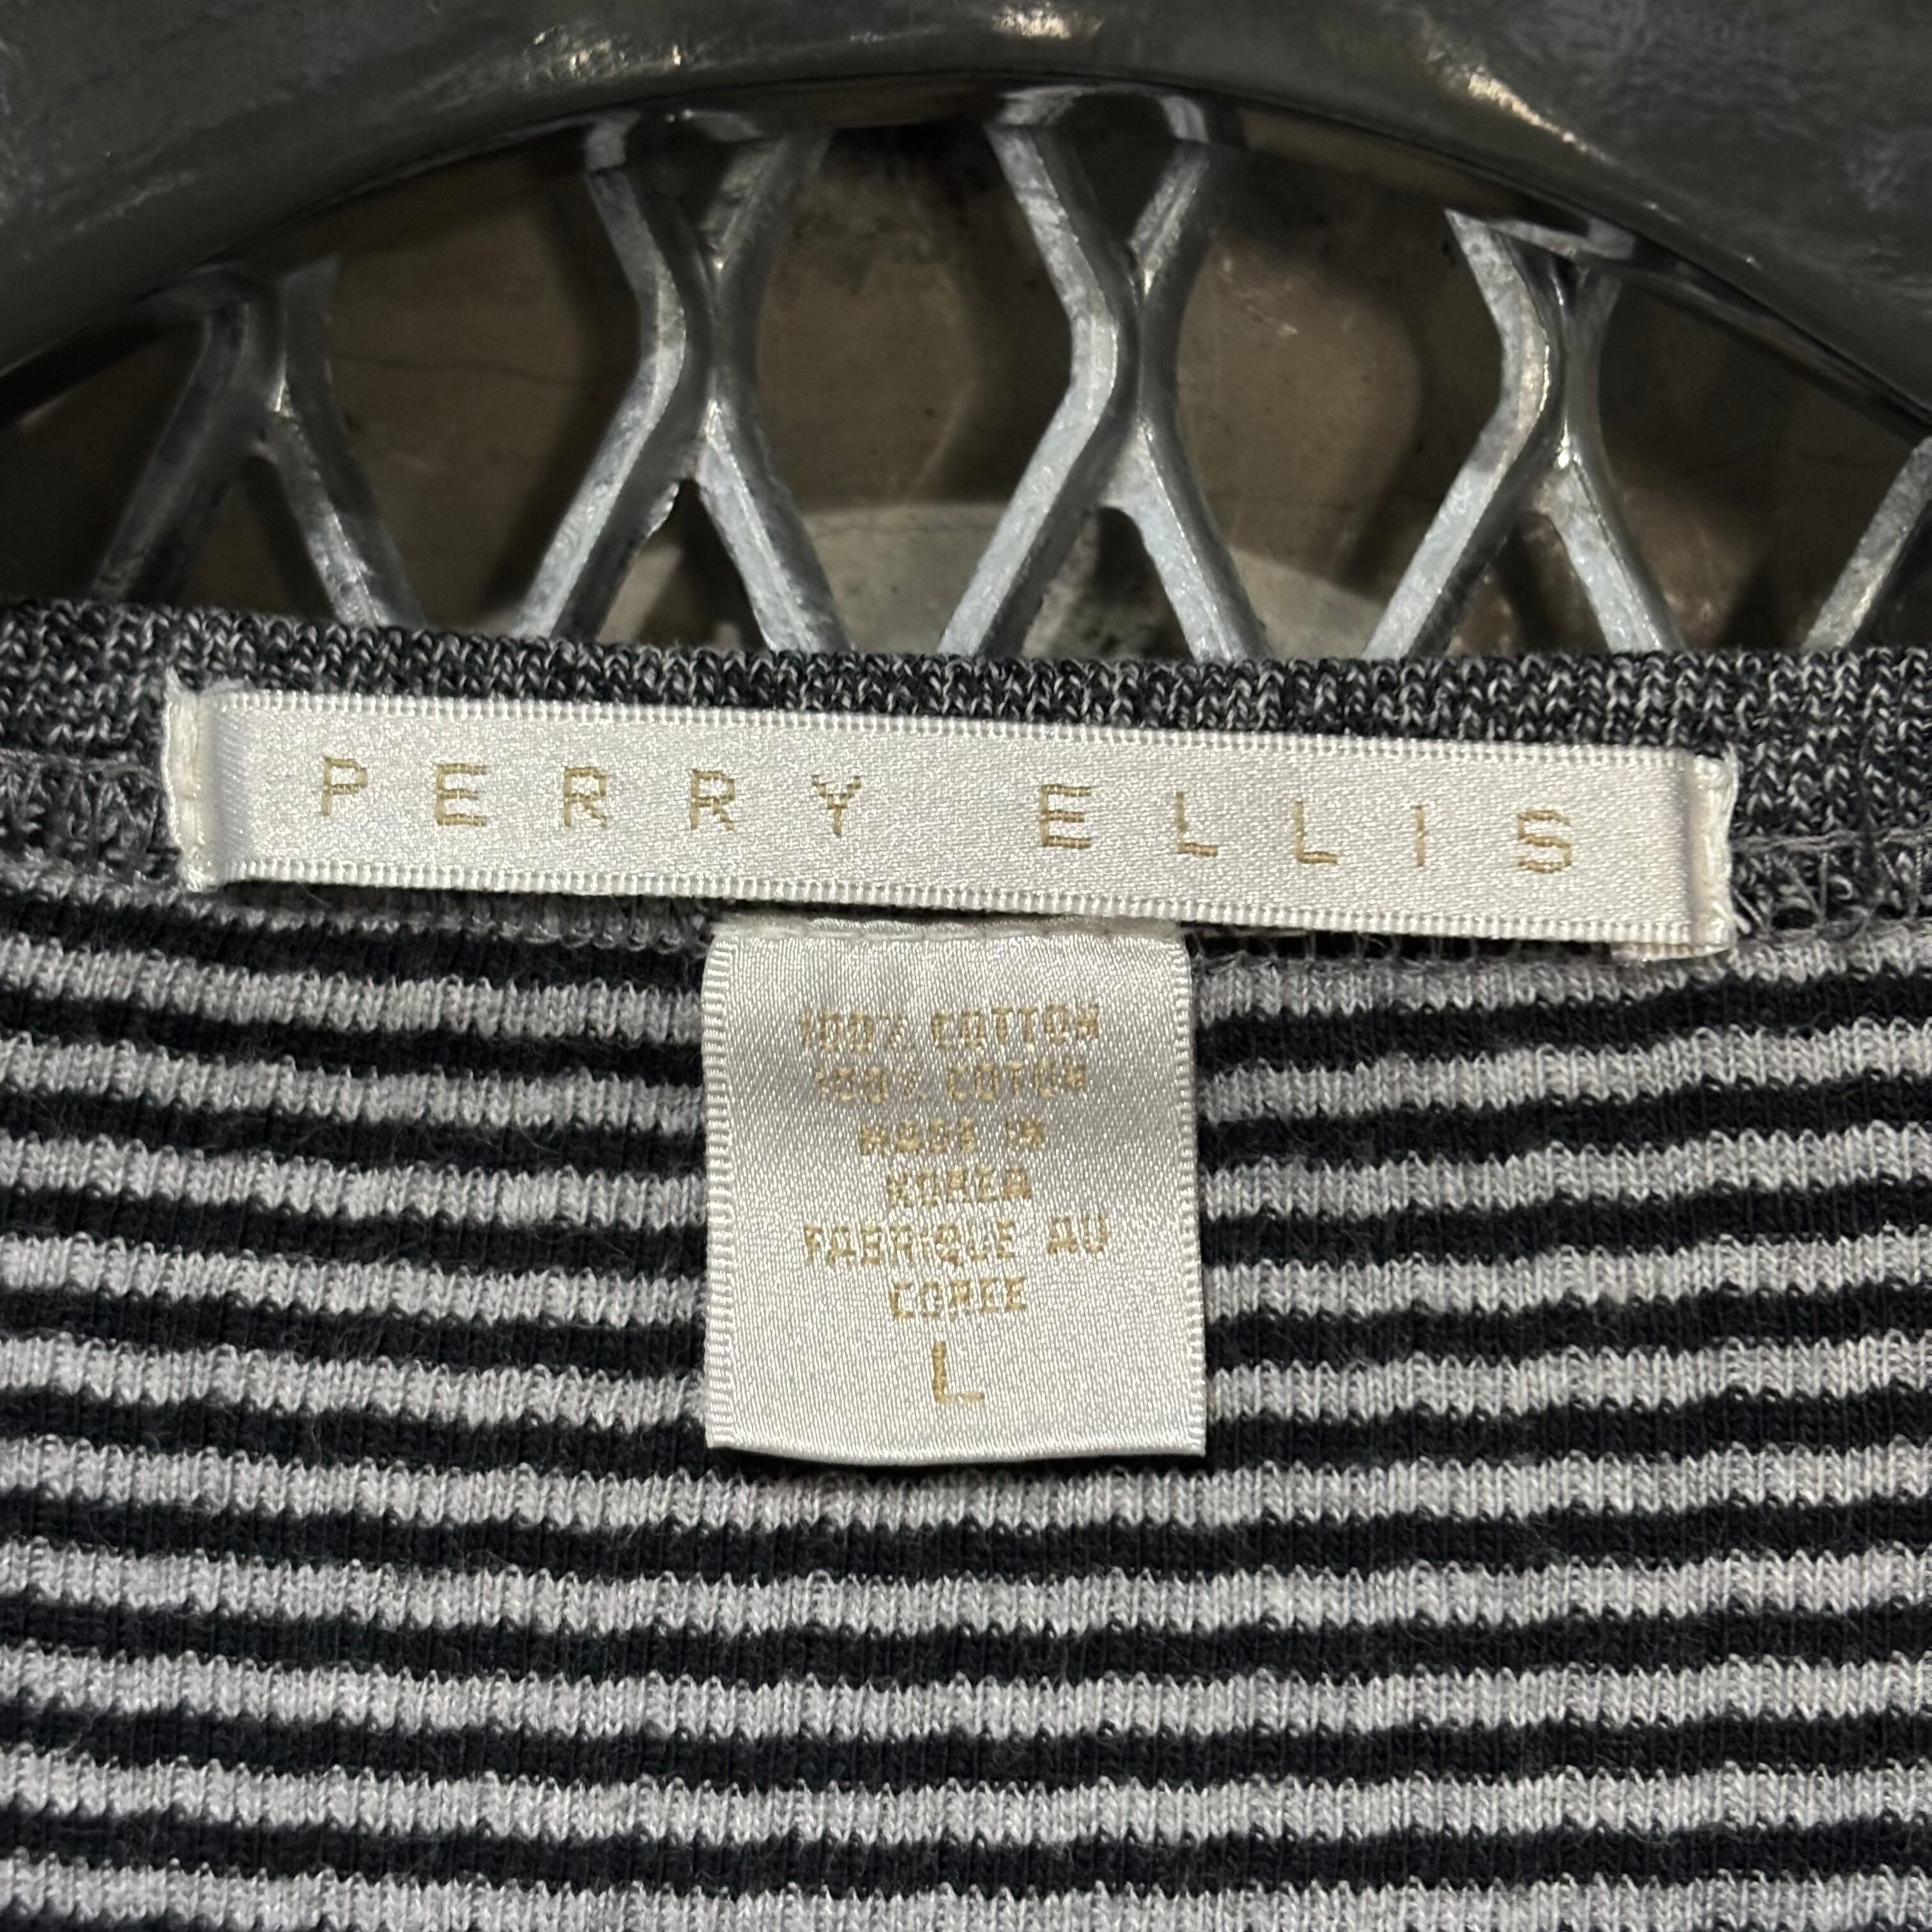 PERRY ELLIS
100% COTTON
100% COTON
MADE IN
KOREA
FABRIQUE AU
COREE
L